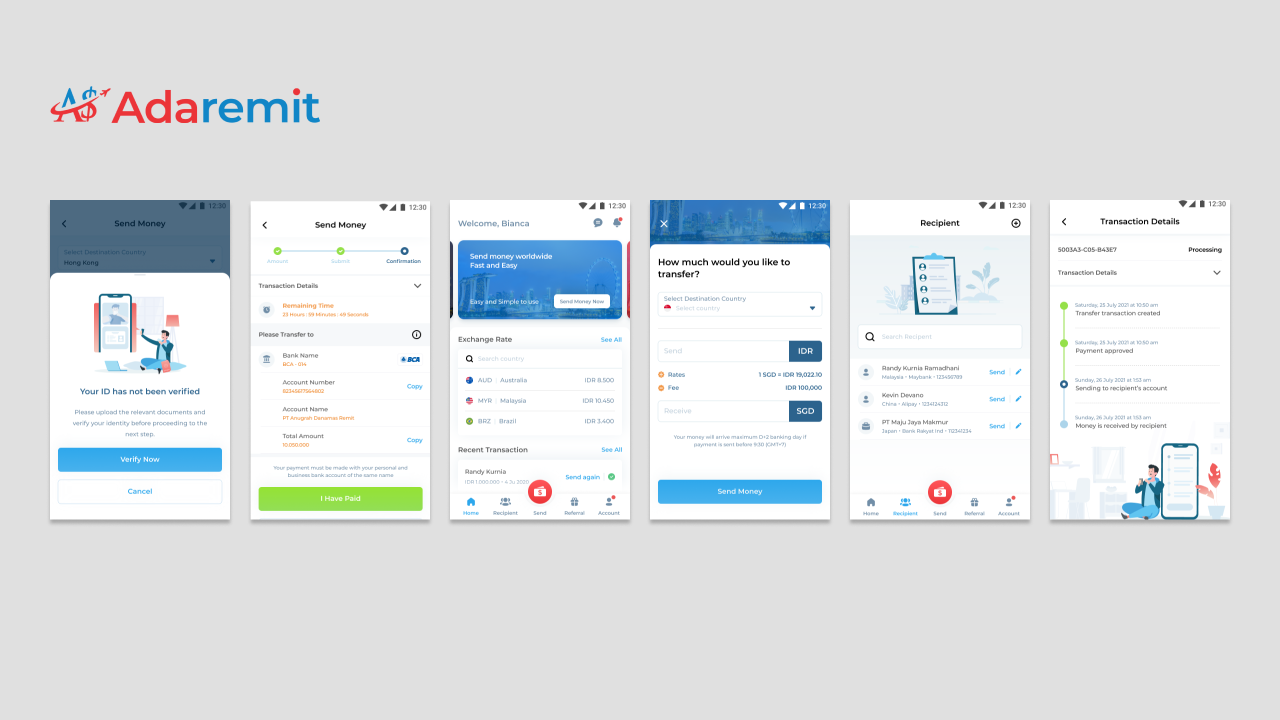 A$ Adaremit
12:30
Send Money
Select Destination Country
Hong Kong
Your ID has not been verified
Please upload the relevant documents and
verify your identity before proceeding to the
next step.
Verify Now
Cancel
12:30
Send Money
Amount
Submit
Confirmation
Transaction Details
Remaining Time
23 Hours : 59 Minutes : 49 Seconds
Please Transfer to
Bank Name
BCA - 014
BCA
Account Number
Copy
Account Name
PT Anugrah Danamas Remit
Total Amount
10,050,000
Copy
Your payment must be made with your personal and
business bank account of the same name
I Have Paid
12:30
Welcome, Bianca
Send money worldwide
Fast and Easy
Easy and Simple to use
Send Money Now
Exchange Rate
See All
Search country
AUD | Australia
IDR 8.500
MYR | Malaysia
IDR 10.450
BRZ | Brazil
IDR 3.400
Recent Transaction
See All
Randy Kurnia
IDR 1.000.000 • 4 Ju 2020
Send again
Home
Recipient
Send
Referral
Account
12:30
How much would you like to
transfer?
Select Destination Country
Select country
Send
IDR
Rates
1 SGD = IDR 19,022.10
Fee
IDR 100,000
Receive
SGD
Your money will arrive maximum D+2 banking day if
payment is sent before 9:30 (GMT+7)
Send Money
12:30
Recipient
Search Recipient
Randy Kurnia Ramadhani
Malaysia • Maybank • 123456789
Send
Kevin Devano
China • Alipay • 1234124312
Send
PT Maju Jaya Makmur
Japan • Bank Rakyat Ind • 112341234
Send
Home
Recipient
Send
Referral
Account
12:30
Transaction Details
5003A3-C05-B43E7
Processing
Transaction Details
Saturday, 25 July 2021 at 10:50 am
Transfer transaction created
Saturday, 25 July 2021 at 10:50 am
Payment approved
Sunday, 26 July 2021 at 1:53 am
Sending to recipient's account
Sunday, 26 July 2021 at 1:53 am
Money is received by recipient